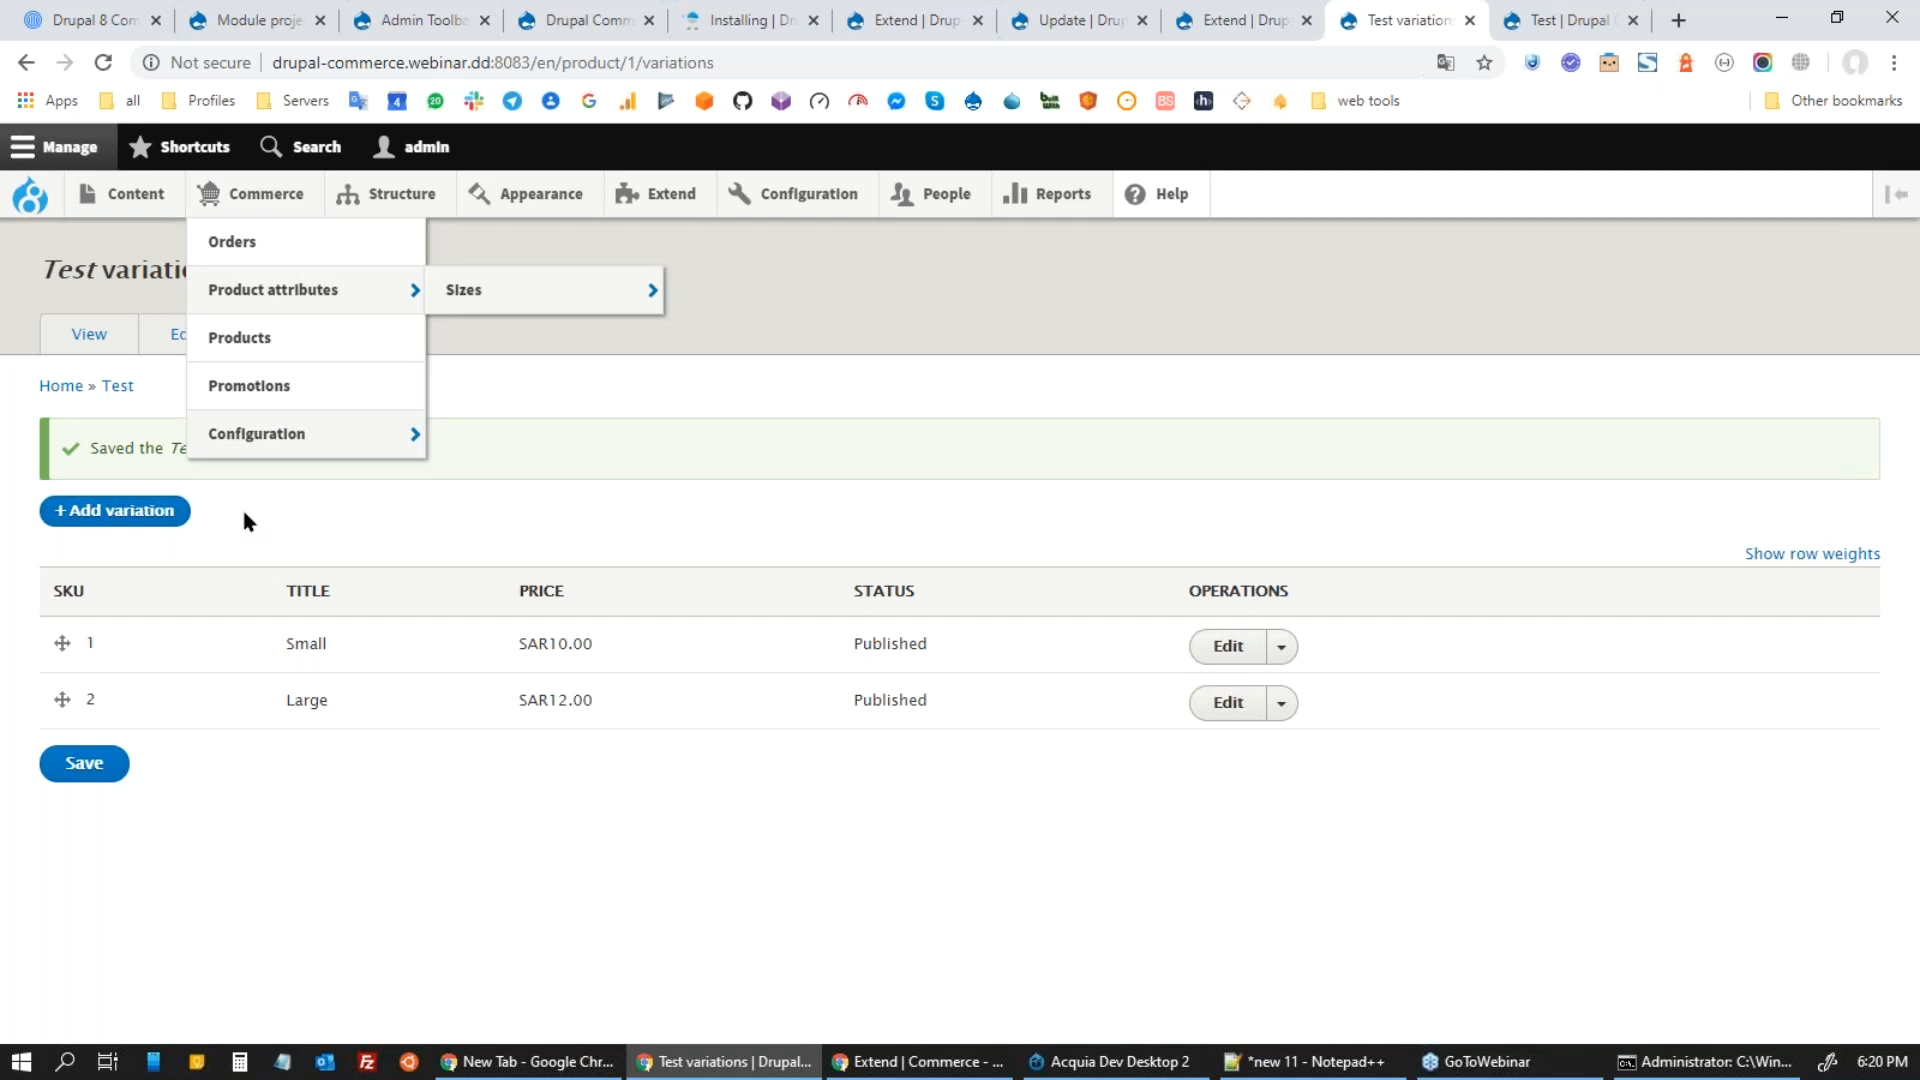 Drupal 8 Com
Module proje
Admin Toolba
Drupal Comm
Installing | Dr
Extend | Drup
Update | Drup
Extend | Drup
Test variation
Test | Drupal C
Not secure
drupal-commerce.webinar.dd:8083/en/product/1/variations
Apps
all
Profiles
Servers
web tools
Other bookmarks
Manage
Shortcuts
Search
admin
Content
Commerce
Structure
Appearance
Extend
Configuration
People
Reports
Help
Orders
Test variatio
Product attributes
Sizes
View
Ed
Products
Home » Test
Promotions
Configuration
Saved the Te
+ Add variation
Show row weights
SKU TITLE PRICE STATUS OPERATIONS
1 Small SAR10.00 Published Edit
2 Large SAR12.00 Published Edit
Save
New Tab - Google Chr...
Test variations | Drupal...
Extend | Commerce - ...
Acquia Dev Desktop 2
*new 11 - Notepad++
GoToWebinar
Administrator: C:\Win...
6:20 PM